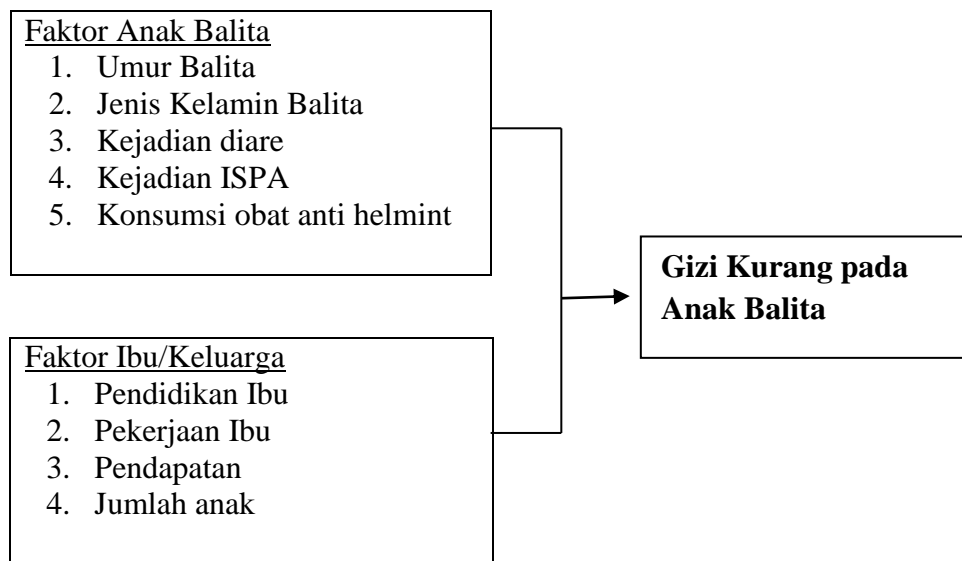 Faktor Anak Balita
1. Umur Balita
2. Jenis Kelamin Balita
3. Kejadian diare
4. Kejadian ISPA
5. Konsumsi obat anti helmint
Gizi Kurang pada
Anak Balita
Faktor Ibu/Keluarga
1. Pendidikan Ibu
2. Pekerjaan Ibu
3. Pendapatan
4. Jumlah anak